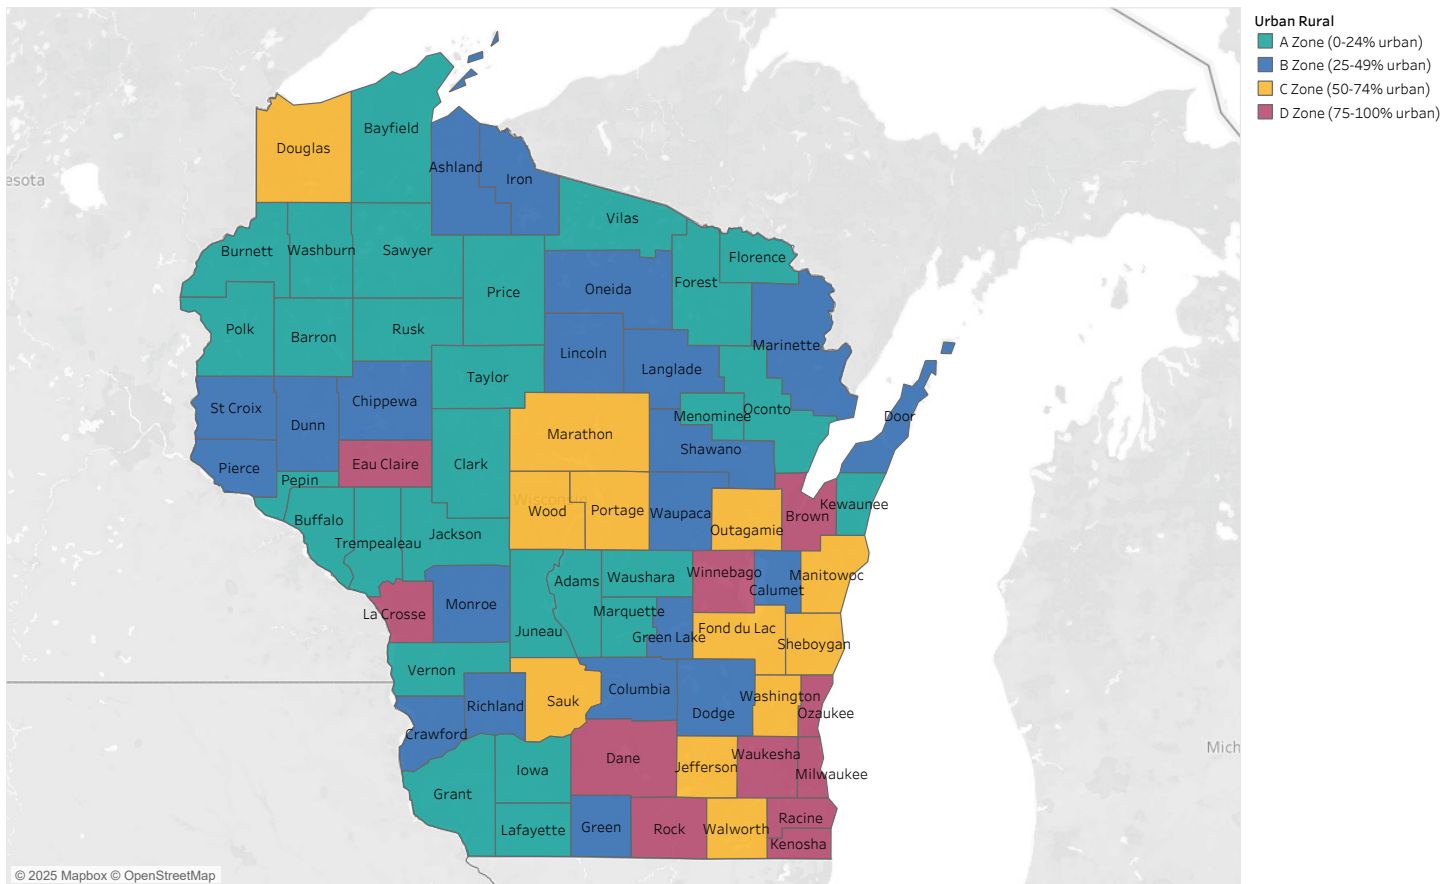 Urban Rural
A Zone (0-24% urban)
B Zone (25-49% urban)
C Zone (50-74% urban)
D Zone (75-100% urban)
Bayfield
Douglas
Ashland
Iron
esota
Vilas
Burnett
Washburn
Sawyer
Florence
Forest
Oneida
Price
Polk
Rusk
Barron
Marinette
Lincoln
Langlade
Taylor
Chippewa
St Croix
Oconto
Menominee
Door
Dunn
Marathon
Shawano
Eau Claire
Clark
Pierce
Pepin
Wisconsin
Kewaunee
Wood
Portage
Waupaca
Brown
Buffalo
Outagamie
Jackson
Trempealeau
Winnebago
Manitowoc
Waushara
Adams
Calumet
Monroe
Marquette
La Crosse
Fond du Lac
Juneau
Green Lake
Sheboygan
Vernon
Columbia
Washington
Sauk
Richland
Dodge
Ozaukee
Crawford
Mich
Waukesha
Dane
Jefferson
Iowa
Milwaukee
Grant
Racine
Green
Rock
Walworth
Lafayette
Kenosha
© 2025 Mapbox © OpenStreetMap